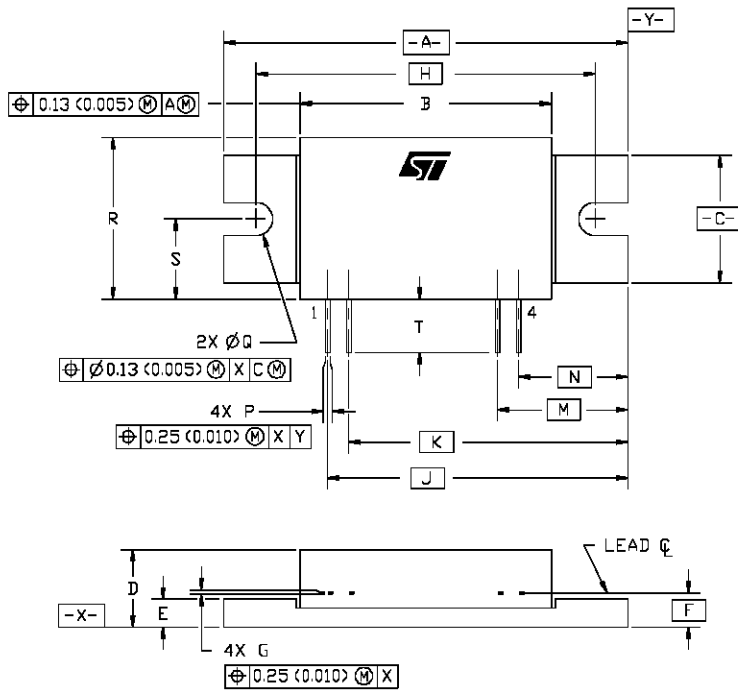 -Y-
-A-
H
⌖ 0.13 (0.005) Ⓜ A Ⓜ
B
ST
R
S
-C-
1
T
4
2X ØQ
⌖ Ø0.13 (0.005) Ⓜ X C Ⓜ
N
4X P
M
⌖ 0.25 (0.010) Ⓜ X Y
K
J
LEAD ℄
D
E
-X-
F
4X G
⌖ 0.25 (0.010) Ⓜ X